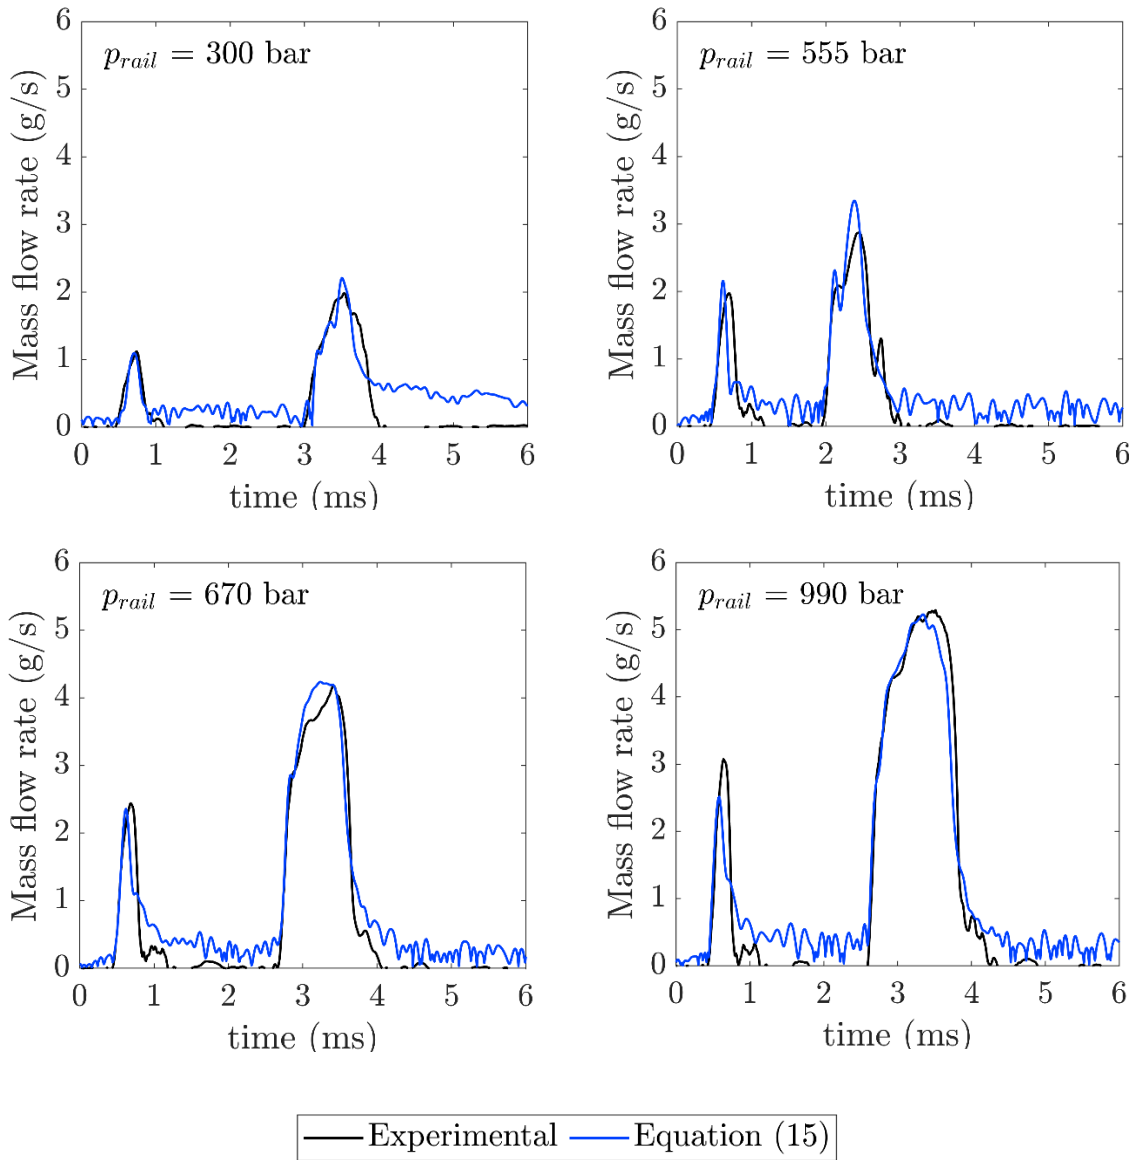 p_rail = 300 bar
Mass flow rate (g/s)
6
5
4
3
2
1
0
0 1 2 3 4 5 6
time (ms)
p_rail = 555 bar
Mass flow rate (g/s)
6
5
4
3
2
1
0
0 1 2 3 4 5 6
time (ms)
p_rail = 670 bar
Mass flow rate (g/s)
6
5
4
3
2
1
0
0 1 2 3 4 5 6
time (ms)
p_rail = 990 bar
Mass flow rate (g/s)
6
5
4
3
2
1
0
0 1 2 3 4 5 6
time (ms)
Experimental Equation (15)